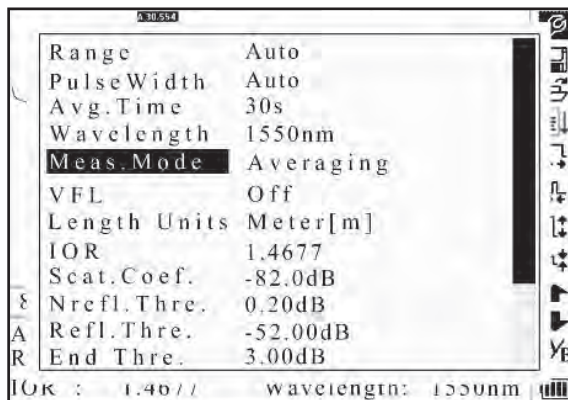 A 30.554
Range Auto
PulseWidth Auto
Avg.Time 30s
Wavelength 1550nm
Meas.Mode Averaging
VFL Off
Length Units Meter[m]
IOR 1.4677
Scat.Coef. -82.0dB
Nrefl.Thre. 0.20dB
Refl.Thre. -52.00dB
End Thre. 3.00dB
A
R
IOR : 1.4677 Wavelength: 1550nm